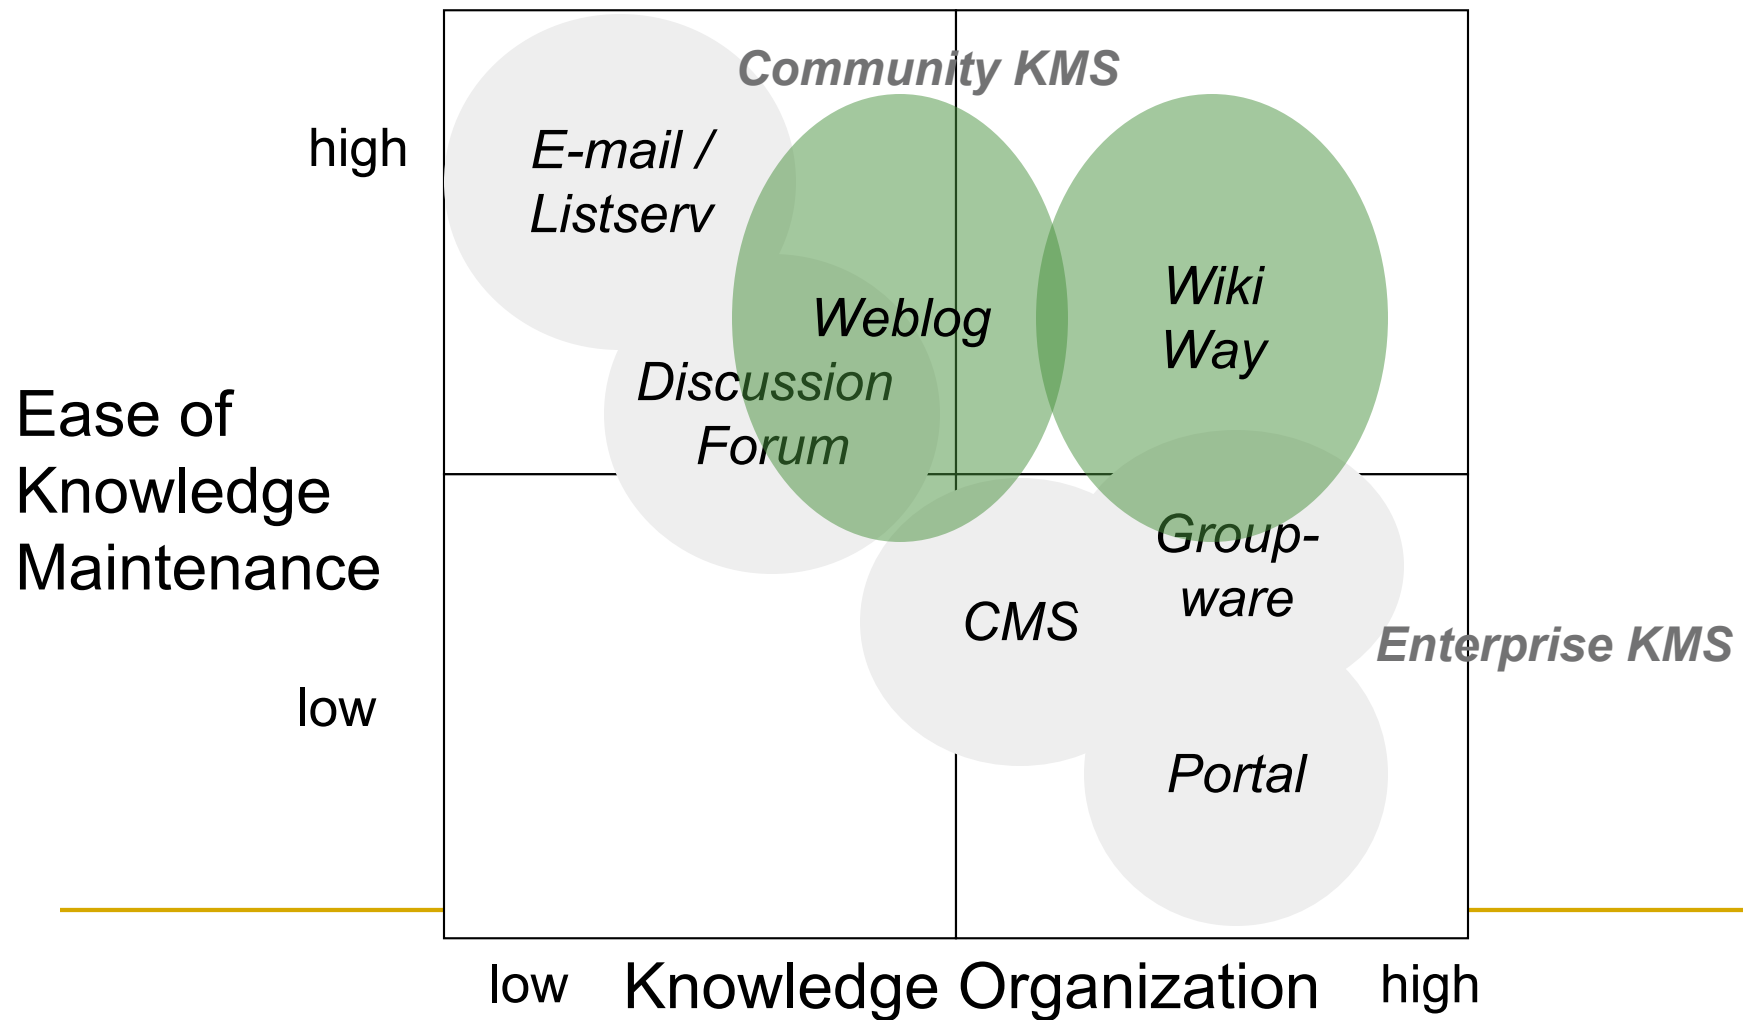 Community KMS
high
E-mail /
Listserv
Wiki
Way
Weblog
Discussion
Forum
Ease of
Knowledge
Maintenance
Group-
ware
CMS
Enterprise KMS
low
Portal
low
Knowledge Organization
high